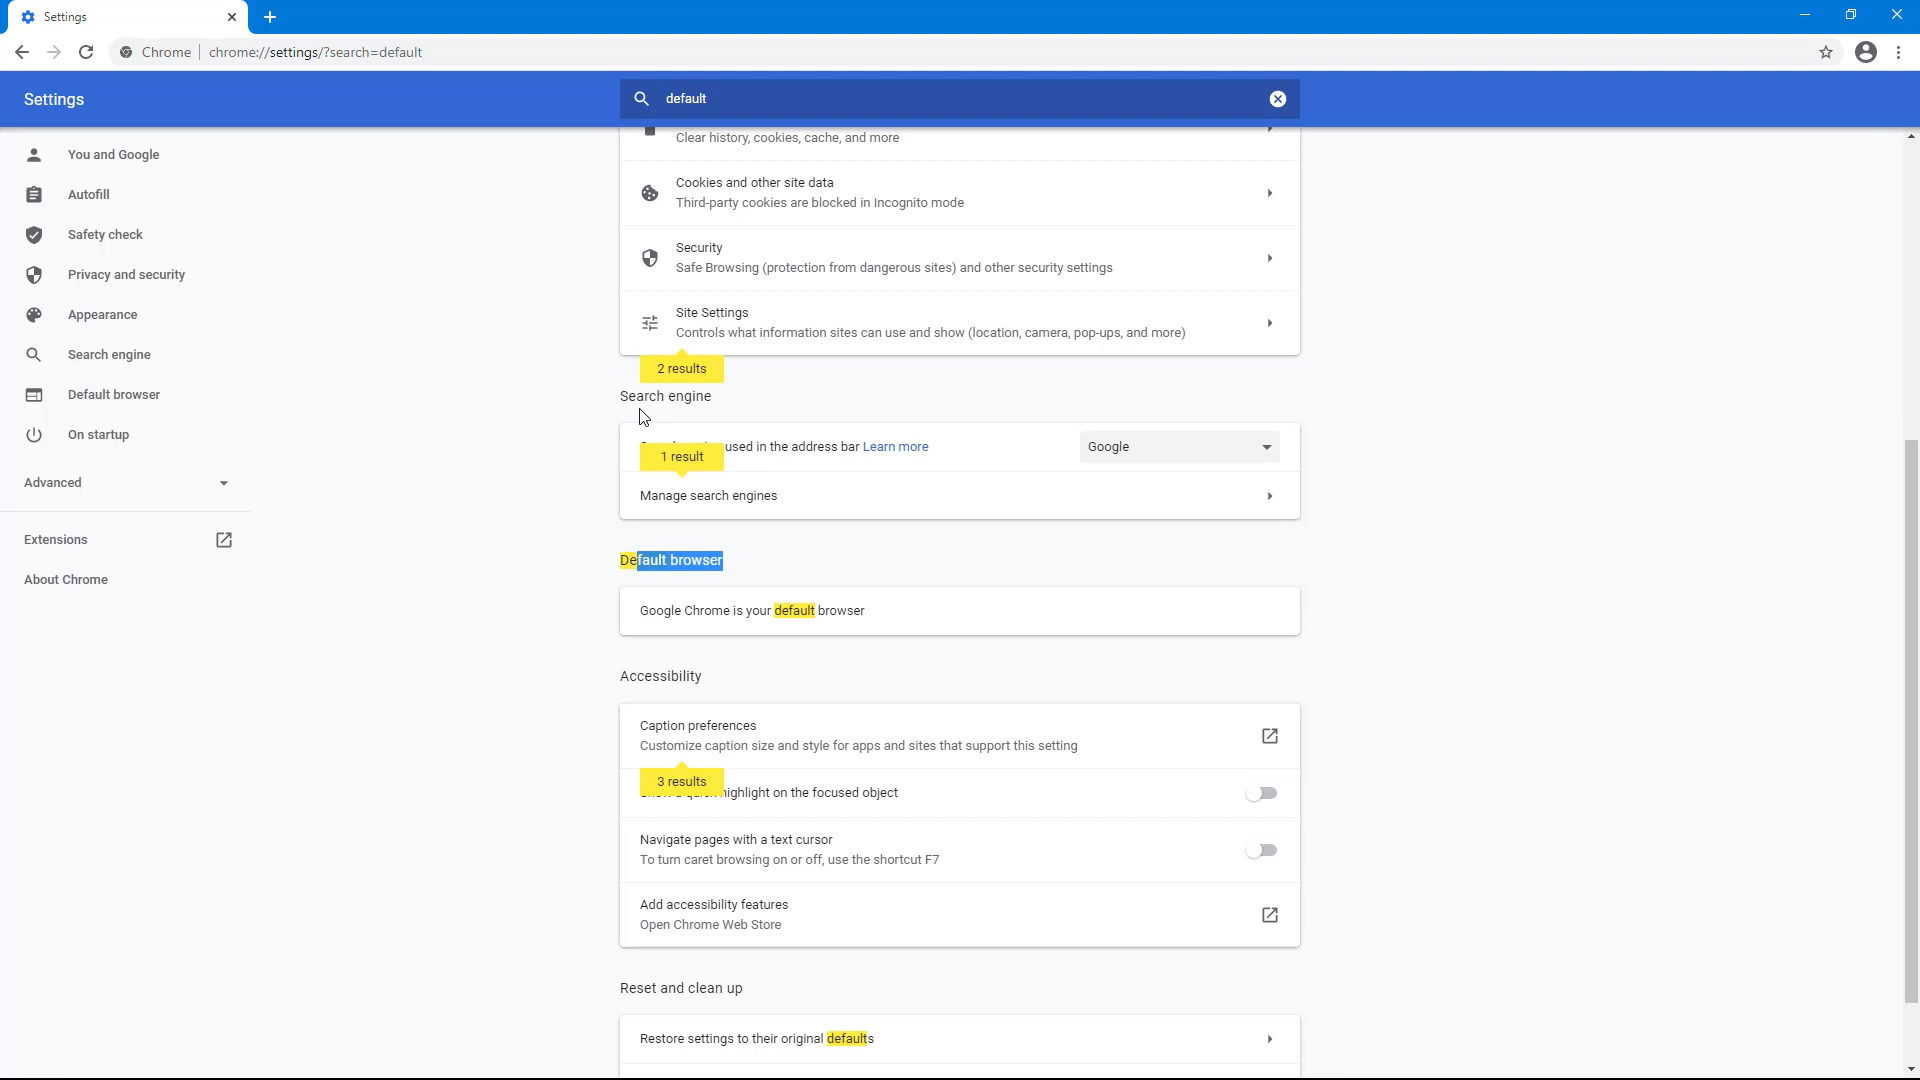 Settings
Chrome
chrome://settings/?search=default
Settings
default
You and Google
Autofill
Safety check
Privacy and security
Appearance
Search engine
Default browser
On startup
Advanced
Extensions
About Chrome
Clear history, cookies, cache, and more
Cookies and other site data
Third-party cookies are blocked in Incognito mode
Security
Safe Browsing (protection from dangerous sites) and other security settings
Site Settings
Controls what information sites can use and show (location, camera, pop-ups, and more)
2 results
Search engine
used in the address bar Learn more
Google
1 result
Manage search engines
Default browser
Google Chrome is your default browser
Accessibility
Caption preferences
Customize caption size and style for apps and sites that support this setting
3 results
highlight on the focused object
Navigate pages with a text cursor
To turn caret browsing on or off, use the shortcut F7
Add accessibility features
Open Chrome Web Store
Reset and clean up
Restore settings to their original defaults